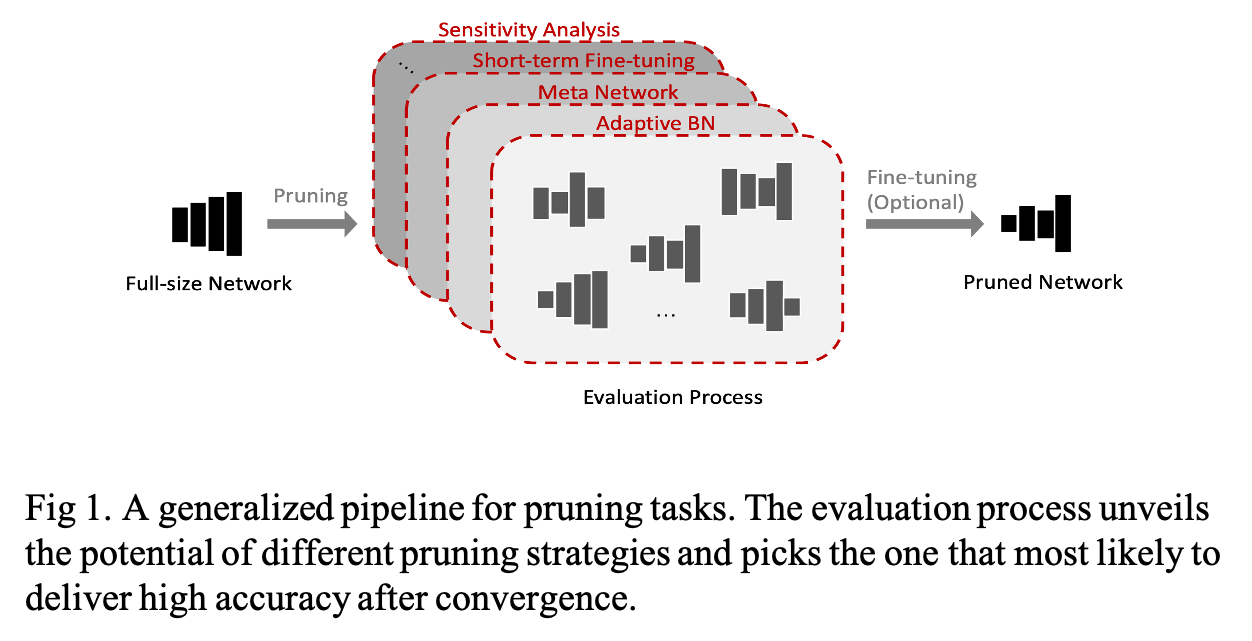 Sensitivity Analysis
...
Short-term Fine-tuning
Meta Network
Adaptive BN
Pruning
Fine-tuning
(Optional)
Full-size Network
...
Pruned Network
Evaluation Process
Fig 1. A generalized pipeline for pruning tasks. The evaluation process unveils
the potential of different pruning strategies and picks the one that most likely to
deliver high accuracy after convergence.